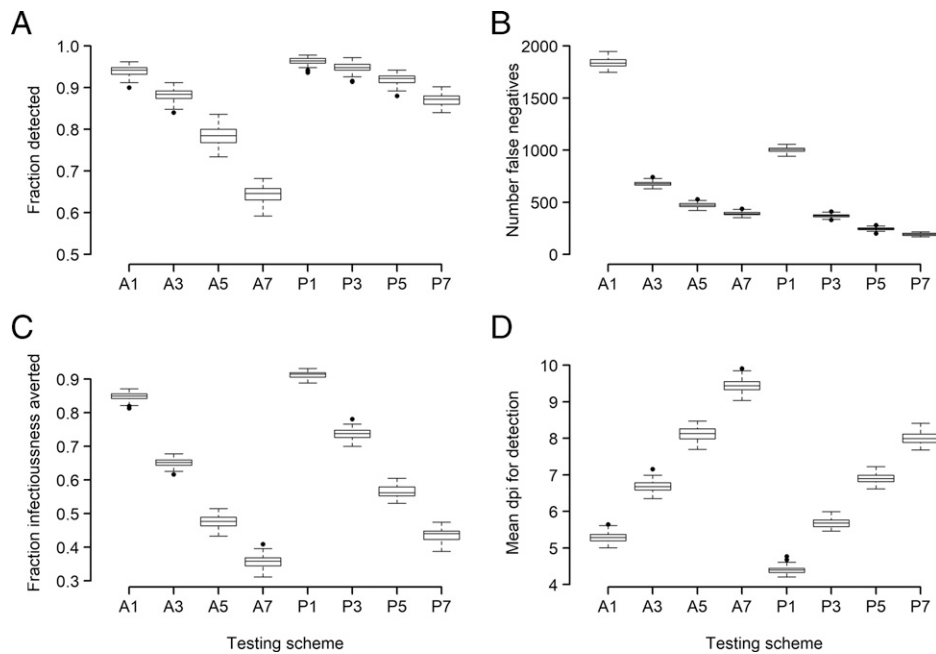 A
Fraction detected
1.0
0.9
0.8
0.7
0.6
0.5
A1 A3 A5 A7 P1 P3 P5 P7
B
Number false negatives
2000
1500
1000
500
0
A1 A3 A5 A7 P1 P3 P5 P7
C
Fraction infectioussness averted
0.9
0.8
0.7
0.6
0.5
0.4
0.3
A1 A3 A5 A7 P1 P3 P5 P7
Testing scheme
D
Mean dpi for detection
10
9
8
7
6
5
4
A1 A3 A5 A7 P1 P3 P5 P7
Testing scheme